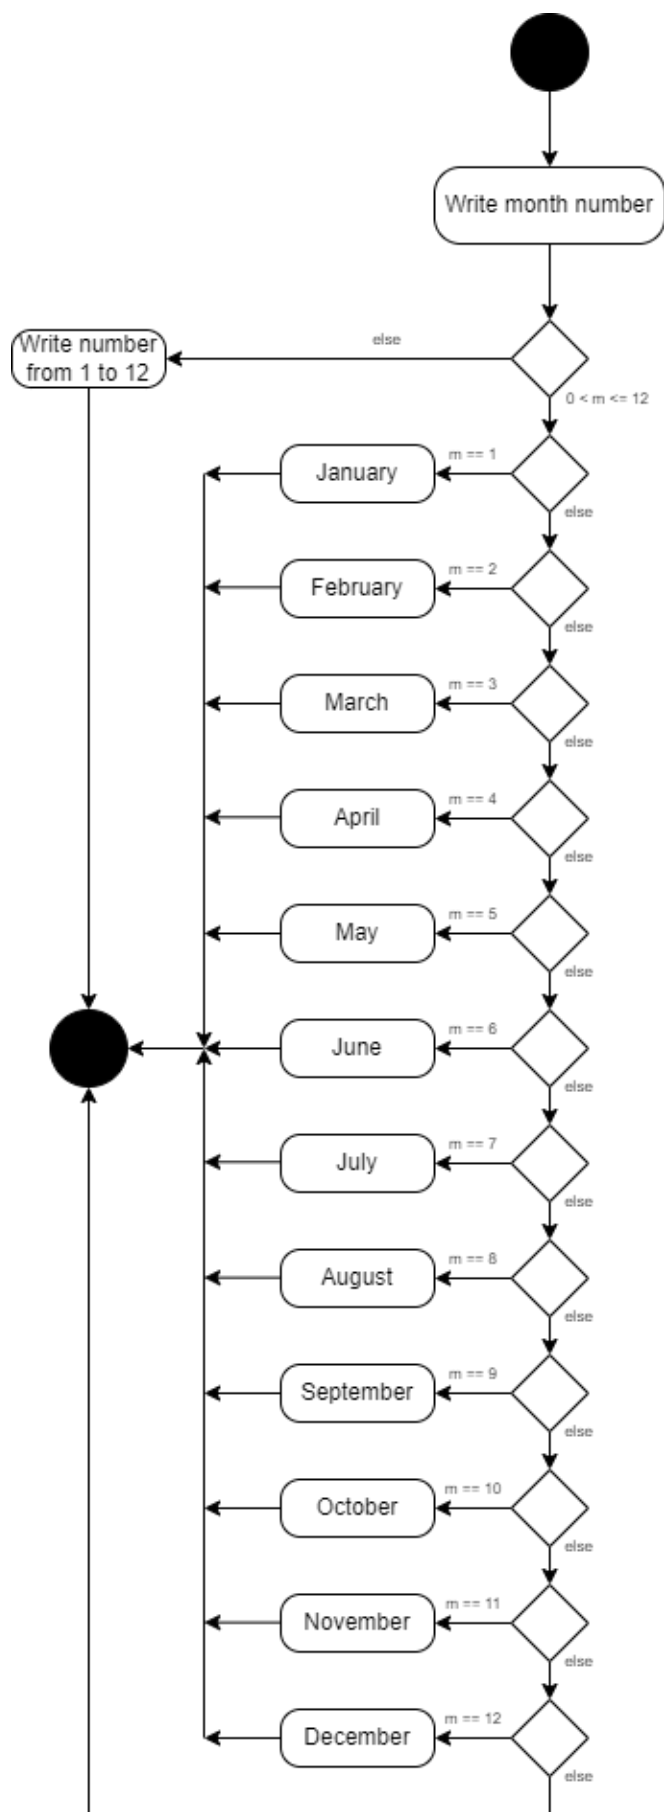 Write month number
else
Write number
from 1 to 12
0 < m <= 12
m == 1
January
else
m == 2
February
else
m == 3
March
else
m == 4
April
else
m == 5
May
else
m == 6
June
else
m == 7
July
else
m == 8
August
else
m == 9
September
else
m == 10
October
else
m == 11
November
else
m == 12
December
else